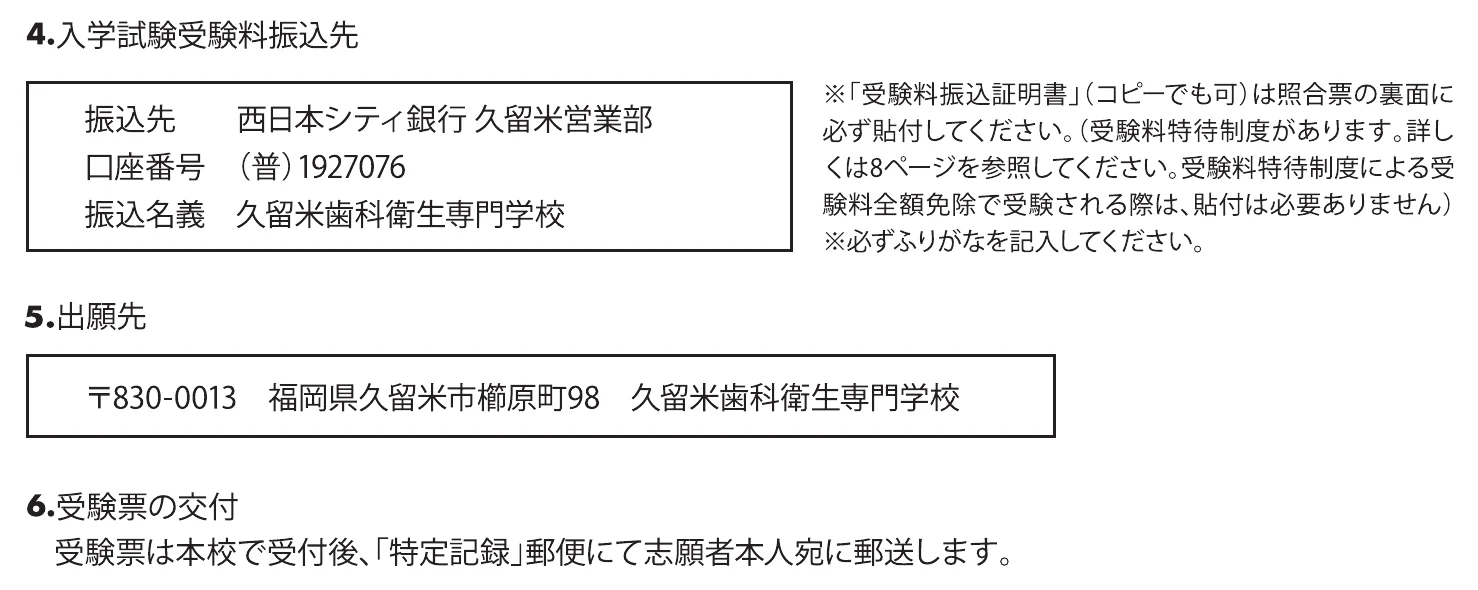 4.入学試験受験料振込先
振込先 西日本シティ銀行 久留米営業部
口座番号 （普）1927076
振込名義 久留米歯科衛生専門学校
※「受験料振込証明書」（コピーでも可）は照合票の裏面に
必ず貼付してください。（受験料特待制度があります。詳し
くは8ページを参照してください。受験料特待制度による受
験料全額免除で受験される際は、貼付は必要ありません）
※必ずふりがなを記入してください。
5.出願先
〒830-0013 福岡県久留米市櫛原町98 久留米歯科衛生専門学校
6.受験票の交付
受験票は本校で受付後、「特定記録」郵便にて志願者本人宛に郵送します。